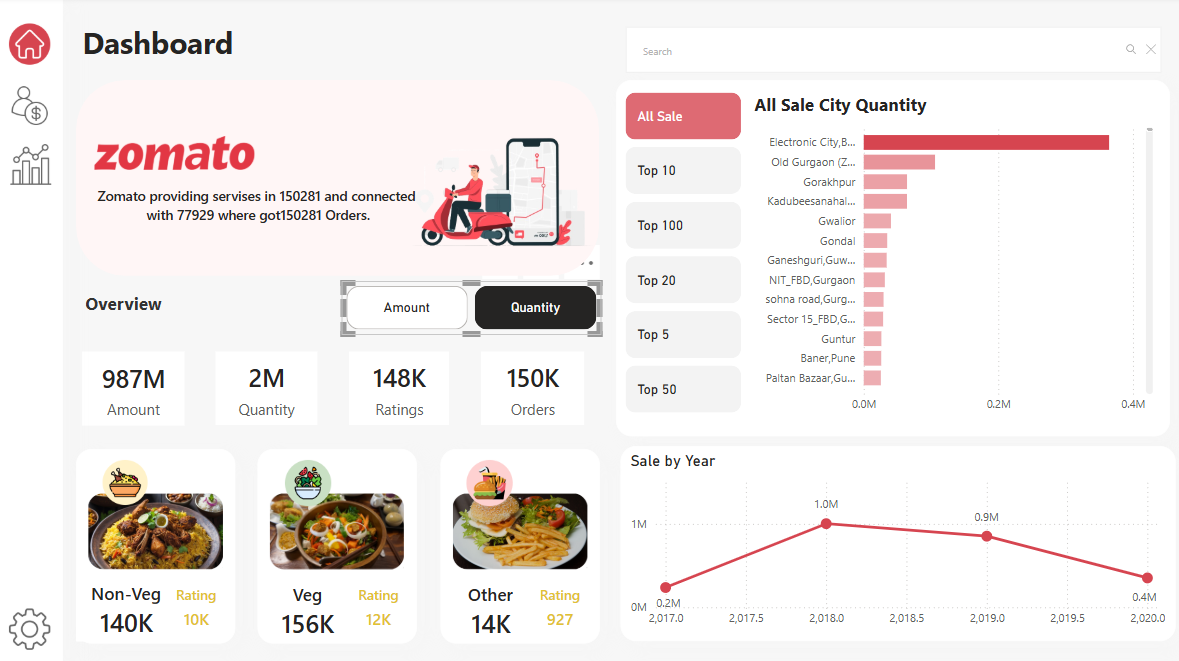 Dashboard
Search
zomato
Zomato providing servises in 150281 and connected
with 77929 where got150281 Orders.
Overview
Amount
Quantity
987M
Amount
2M
Quantity
148K
Ratings
150K
Orders
Non-Veg
Rating
140K
10K
Veg
Rating
156K
12K
Other
Rating
14K
927
All Sale
Top 10
Top 100
Top 20
Top 5
Top 50
All Sale City Quantity
Electronic City,B...
Old Gurgaon (Z...
Gorakhpur
Kadubeesanahal...
Gwalior
Gondal
Ganeshguri,Guw...
NIT_FBD,Gurgaon
sohna road,Gurg...
Sector 15_FBD,G...
Guntur
Baner,Pune
Paltan Bazaar,Gu...
0.0M 0.2M 0.4M
Sale by Year
1M
0M
0.2M
1.0M
0.9M
0.4M
2,017.0 2,017.5 2,018.0 2,018.5 2,019.0 2,019.5 2,020.0